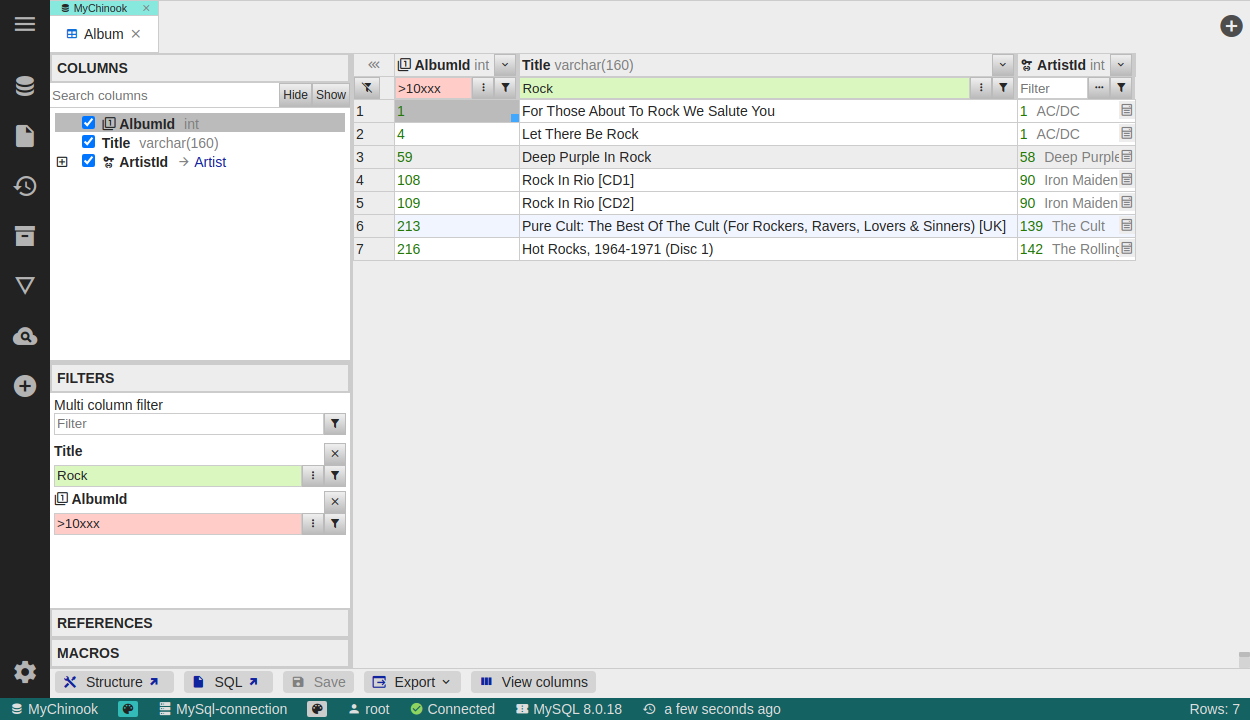 MyChinook
Album
COLUMNS
Search columns
Hide
Show
AlbumId int
Title varchar(160)
ArtistId Artist
FILTERS
Multi column filter
Filter
Title
Rock
AlbumId
>10xxx
REFERENCES
MACROS
AlbumId int
Title varchar(160)
ArtistId int
>10xxx
Rock
Filter
1 1 For Those About To Rock We Salute You 1 AC/DC
2 4 Let There Be Rock 1 AC/DC
3 59 Deep Purple In Rock 58 Deep Purple
4 108 Rock In Rio [CD1] 90 Iron Maiden
5 109 Rock In Rio [CD2] 90 Iron Maiden
6 213 Pure Cult: The Best Of The Cult (For Rockers, Ravers, Lovers & Sinners) [UK] 139 The Cult
7 216 Hot Rocks, 1964-1971 (Disc 1) 142 The Rolling
Structure
SQL
Save
Export
View columns
MyChinook
MySql-connection
root
Connected
MySQL 8.0.18
a few seconds ago
Rows: 7